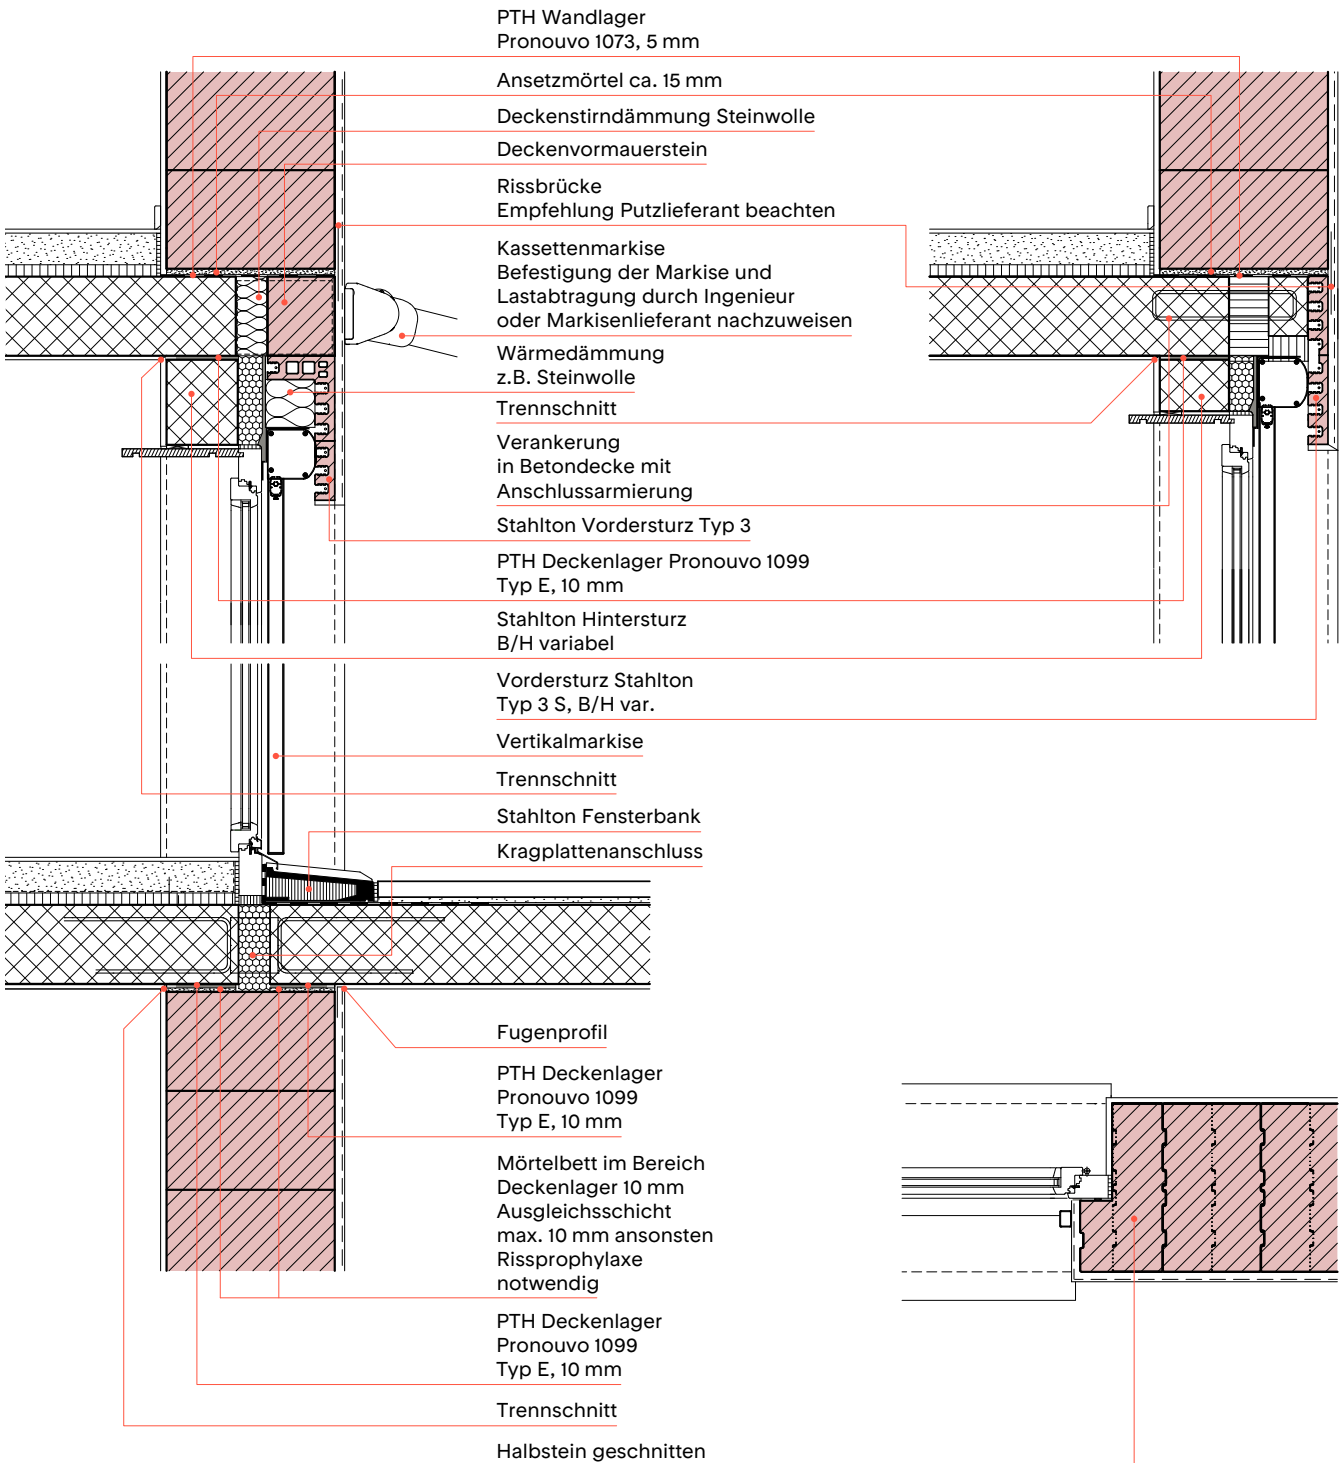 PTH Wandlager
Pronouvo 1073, 5 mm
Ansetzmörtel ca. 15 mm
Deckenstirndämmung Steinwolle
Deckenvormauerstein
Rissbrücke
Empfehlung Putzlieferant beachten
Kassettenmarkise
Befestigung der Markise und
Lastabtragung durch Ingenieur
oder Markisenlieferant nachzuweisen
Wärmedämmung
z.B. Steinwolle
Trennschnitt
Verankerung
in Betondecke mit
Anschlussarmierung
Stahlton Vordersturz Typ 3
PTH Deckenlager Pronouvo 1099
Typ E, 10 mm
Stahlton Hintersturz
B/H variabel
Vordersturz Stahlton
Typ 3 S, B/H var.
Vertikalmarkise
Trennschnitt
Stahlton Fensterbank
Kragplattenanschluss
Fugenprofil
PTH Deckenlager
Pronouvo 1099
Typ E, 10 mm
Mörtelbett im Bereich
Deckenlager 10 mm
Ausgleichsschicht
max. 10 mm ansonsten
Rissprophylaxe
notwendig
PTH Deckenlager
Pronouvo 1099
Typ E, 10 mm
Trennschnitt
Halbstein geschnitten